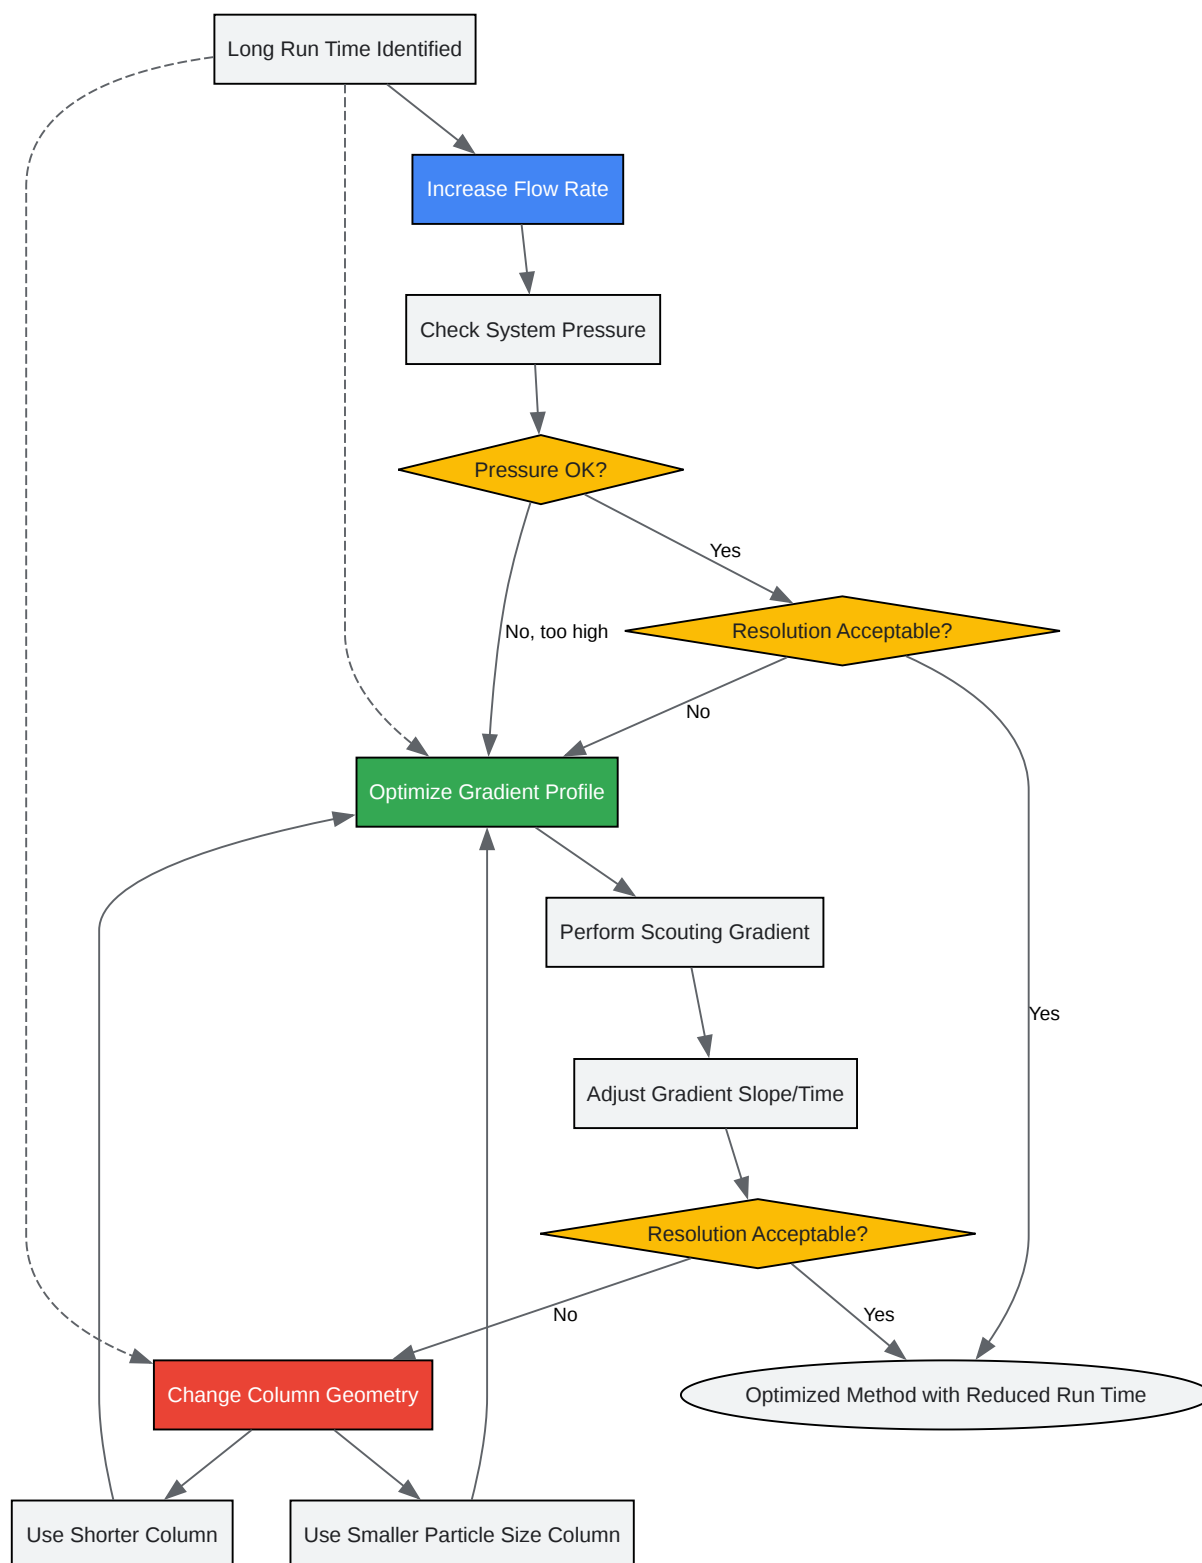 Long Run Time Identified
Increase Flow Rate
Check System Pressure
Pressure OK?
Yes
No, too high
Resolution Acceptable?
No
Optimize Gradient Profile
Perform Scouting Gradient
Yes
Adjust Gradient Slope/Time
Resolution Acceptable?
No
Yes
Change Column Geometry
Optimized Method with Reduced Run Time
Use Shorter Column
Use Smaller Particle Size Column